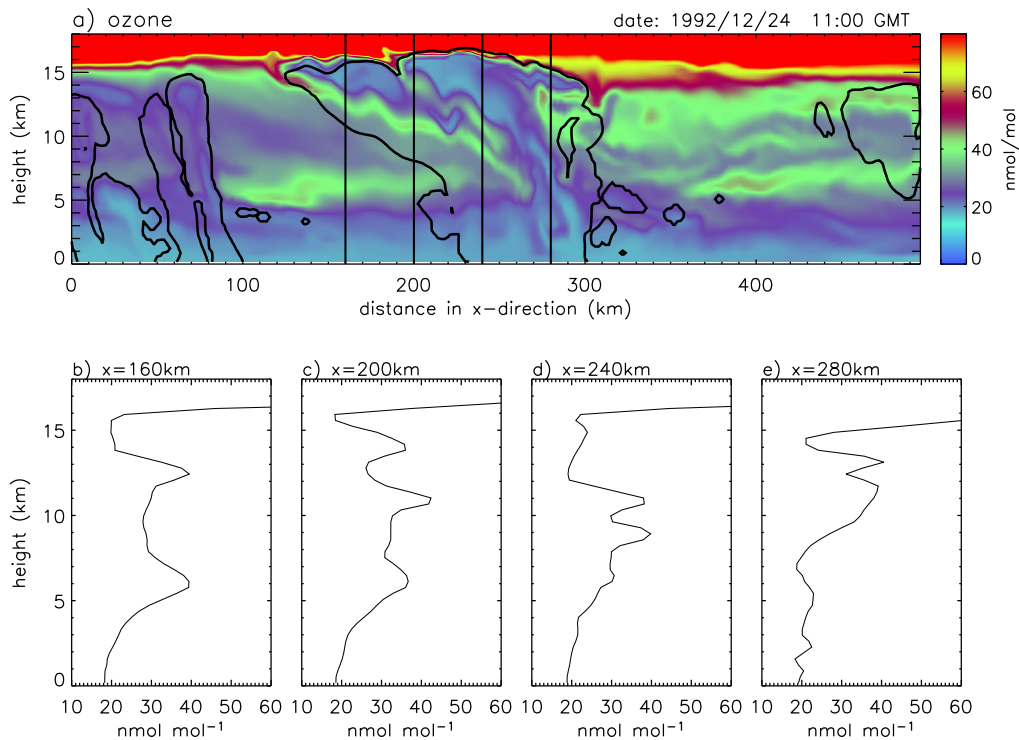 a) ozone
date: 1992/12/24 11:00 GMT
15
10
5
0
height (km)
0
100
200
300
400
distance in x-direction (km)
60
40
20
0
nmol/mol
b) x=160km
c) x=200km
d) x=240km
e) x=280km
15
10
5
0
height (km)
10 20 30 40 50 60
10 20 30 40 50 60
10 20 30 40 50 60
10 20 30 40 50 60
nmol mol⁻¹
nmol mol⁻¹
nmol mol⁻¹
nmol mol⁻¹